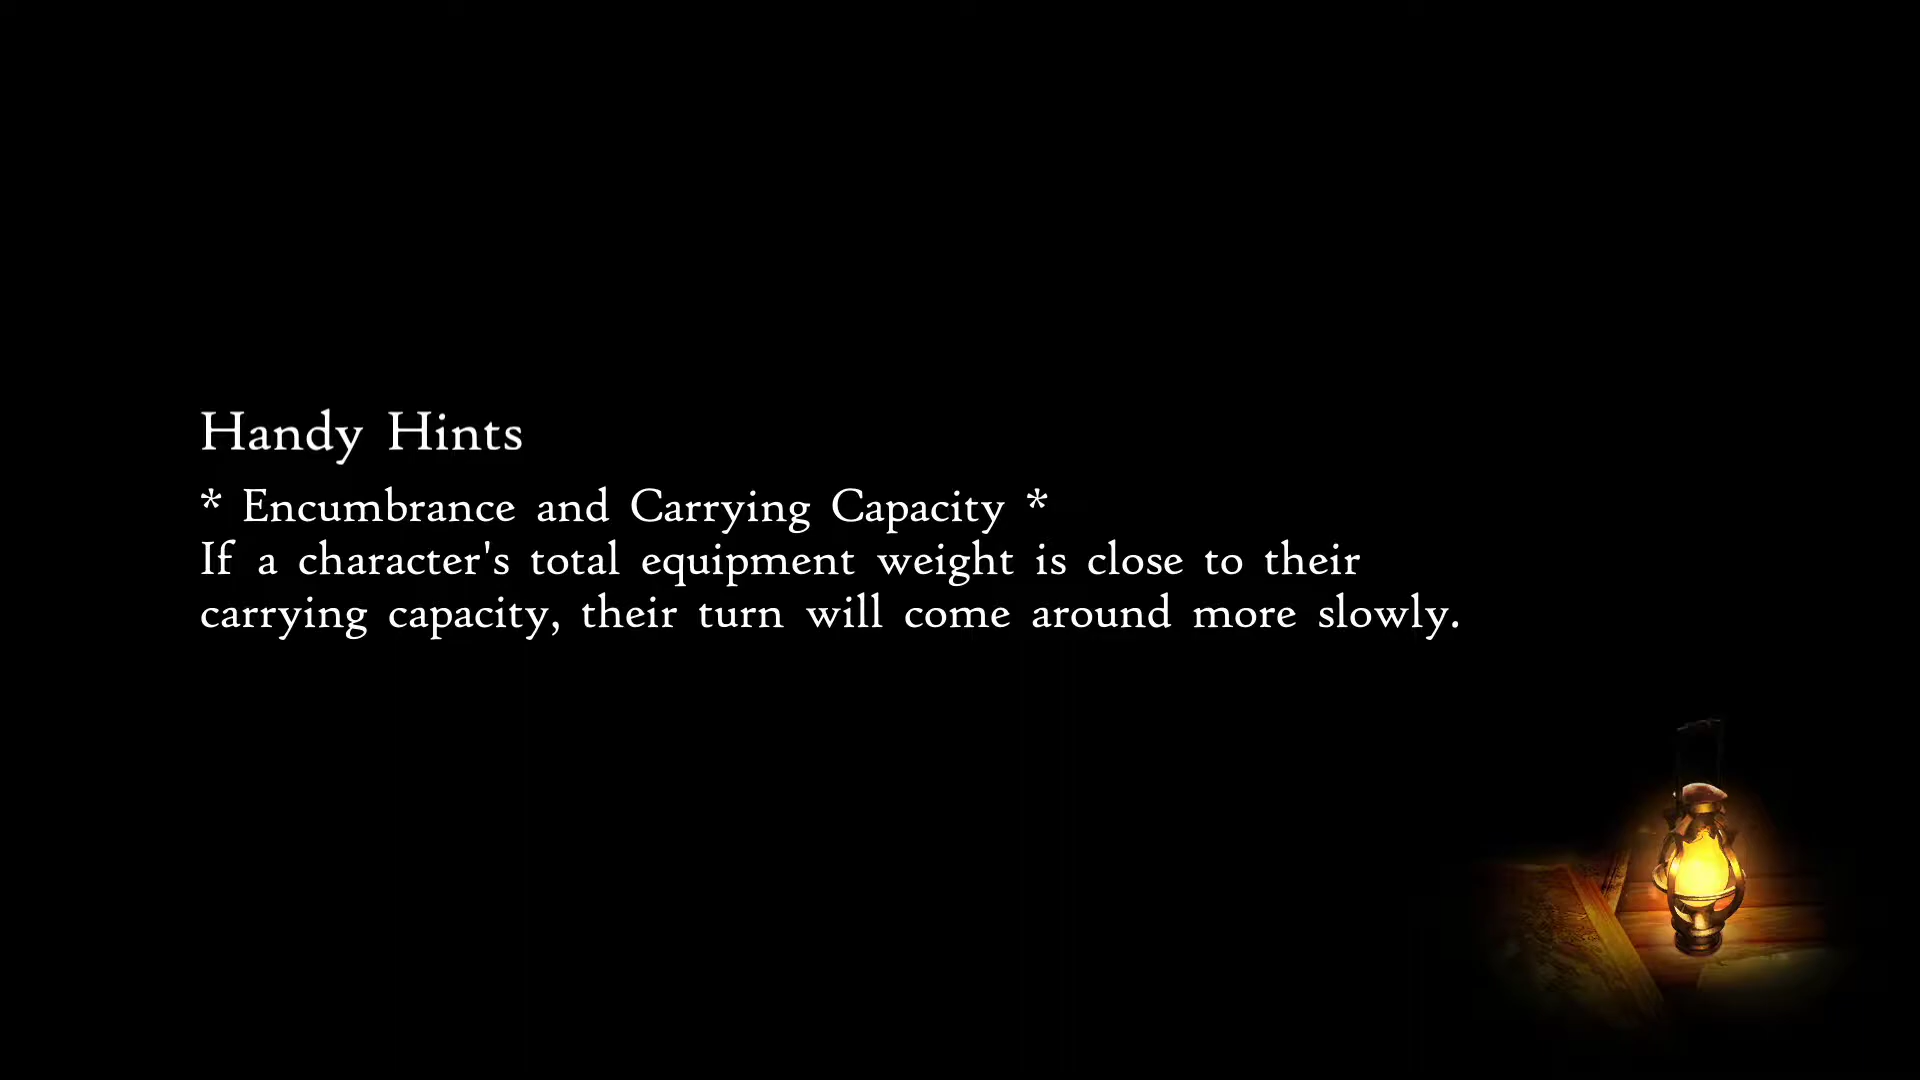 Handy Hints
* Encumbrance and Carrying Capacity *
If a character's total equipment weight is close to their
carrying capacity, their turn will come around more slowly.